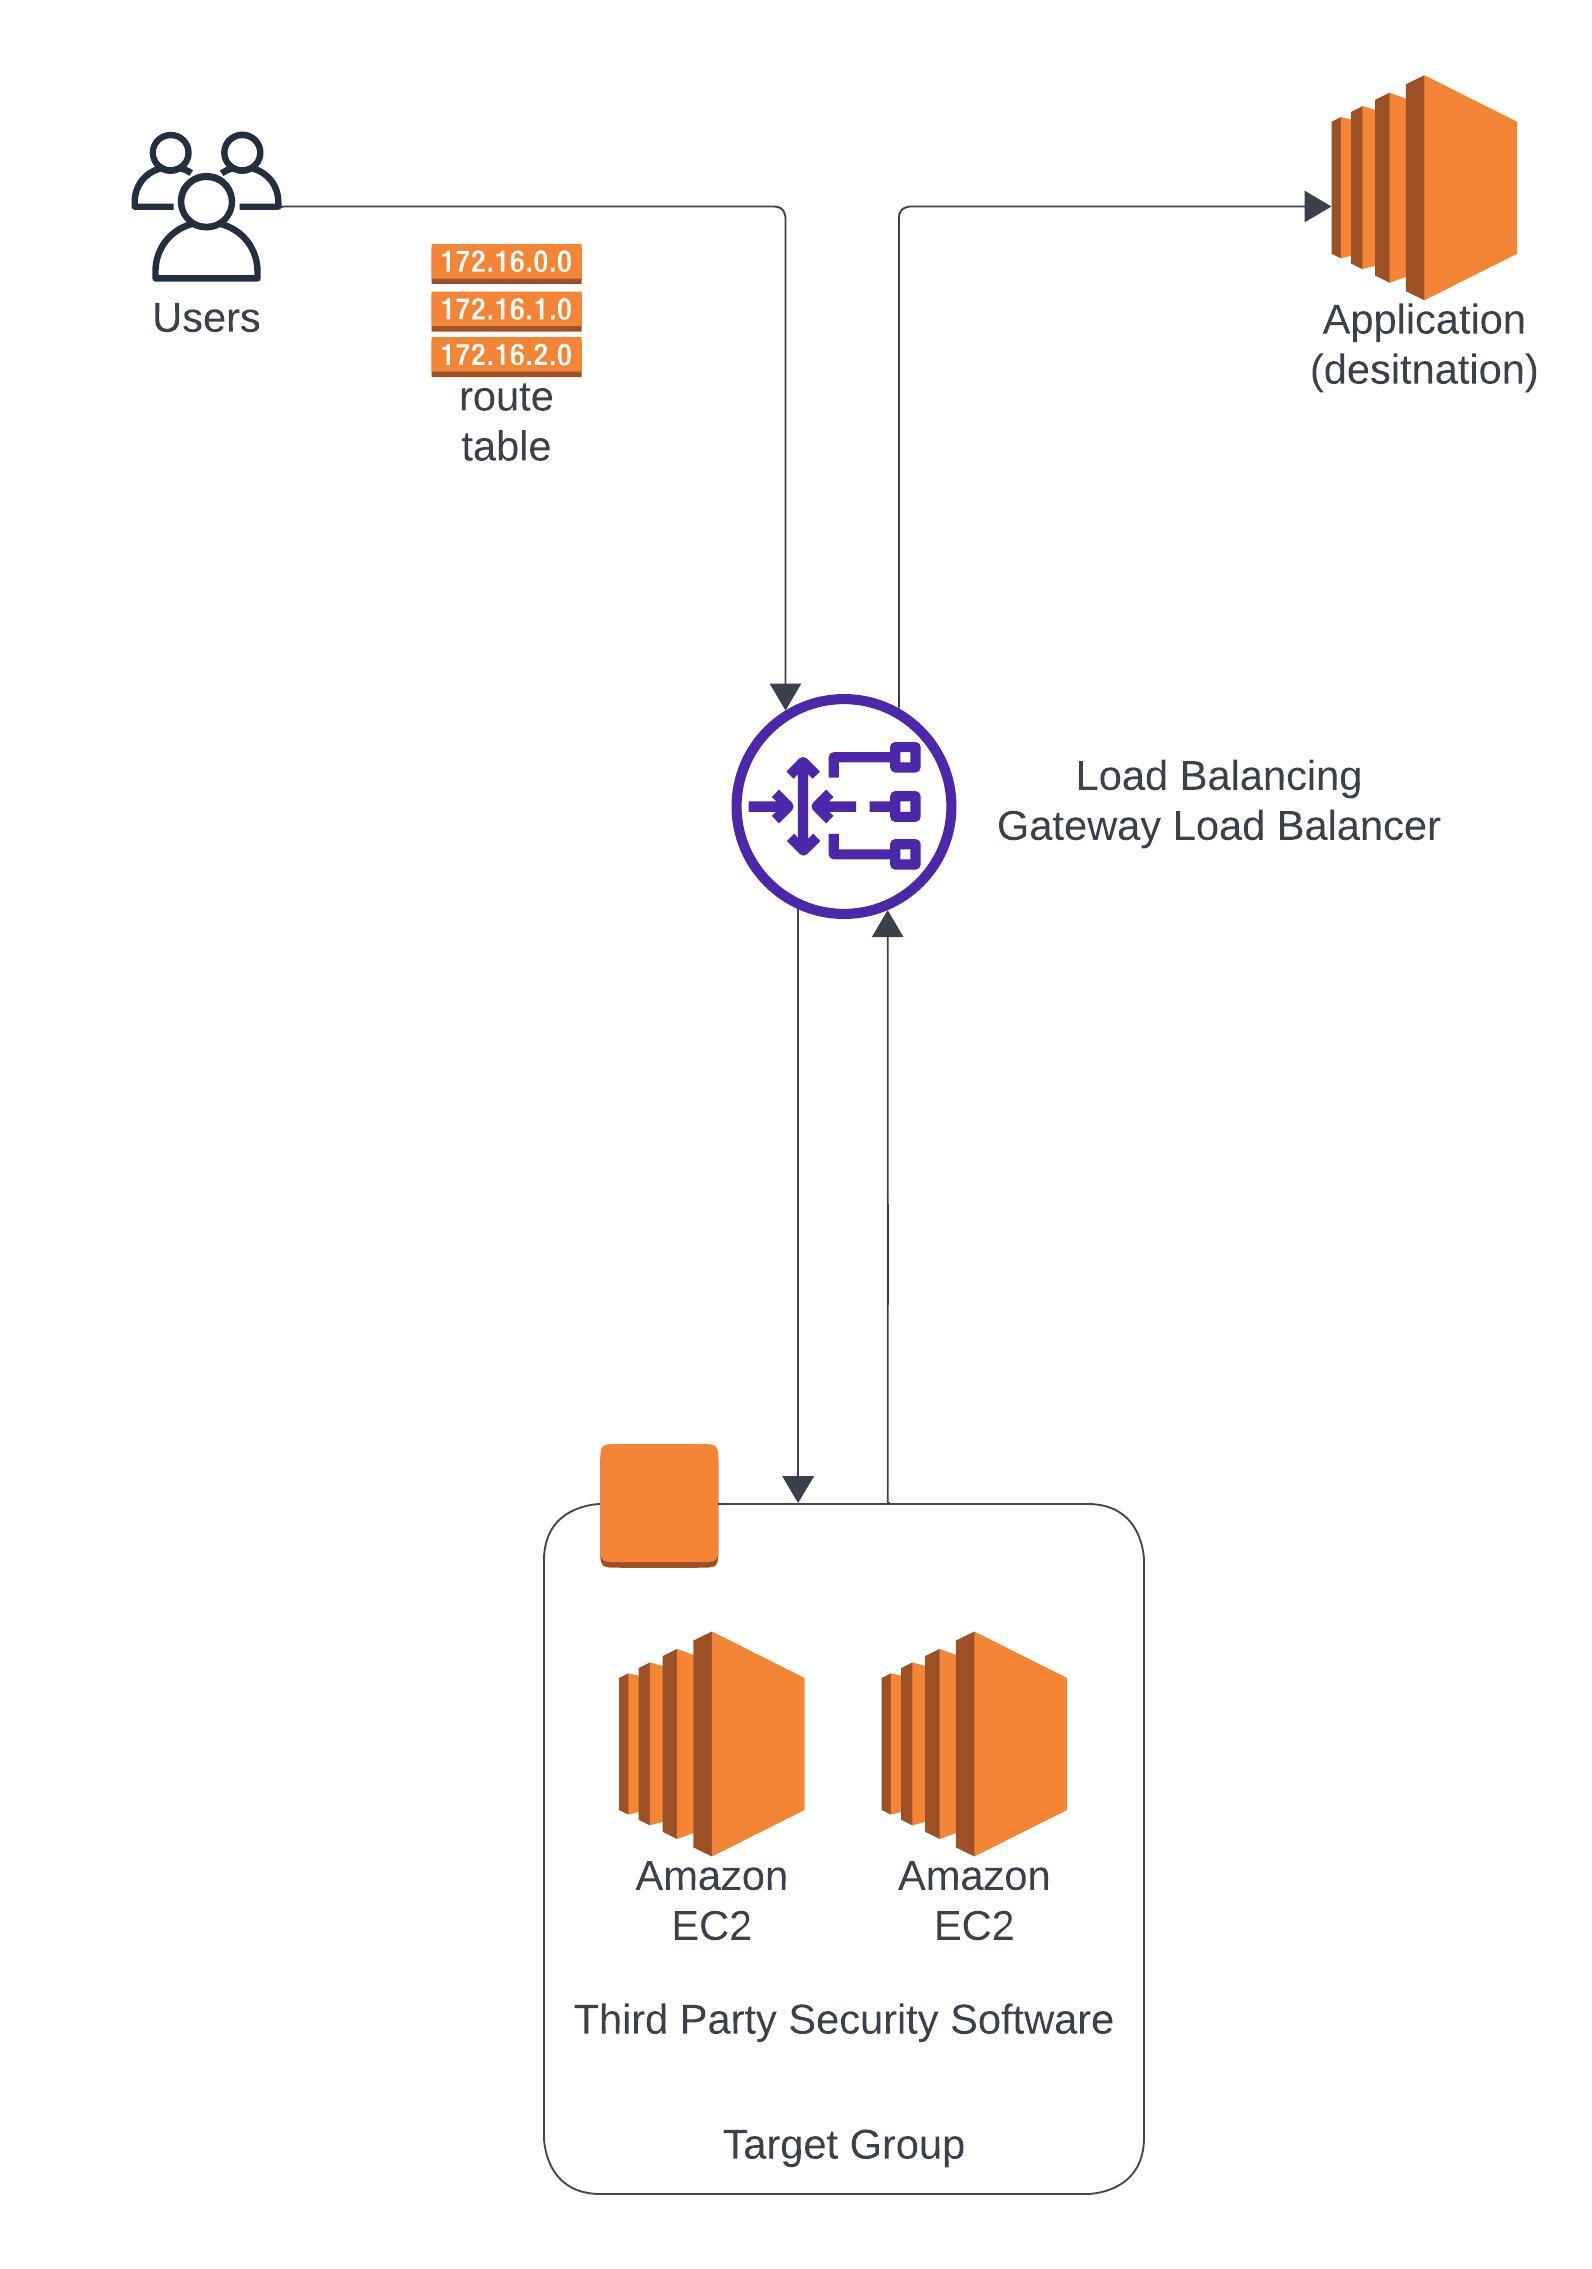 Users
172.16.0.0
172.16.1.0
172.16.2.0
route
table
Application
(desitnation)
Load Balancing
Gateway Load Balancer
Amazon
EC2
Amazon
EC2
Third Party Security Software
Target Group